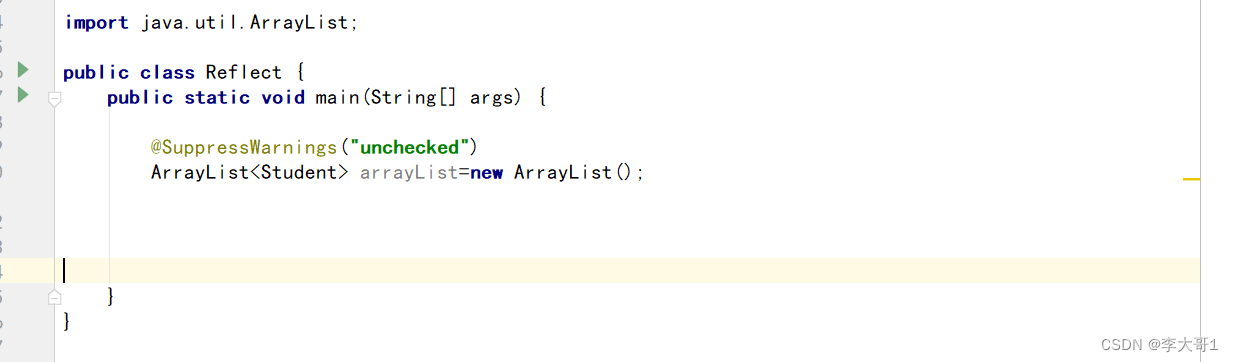 import java.util.ArrayList;
public class Reflect {
public static void main(String[] args) {
@SuppressWarnings("unchecked")
ArrayList<Student> arrayList=new ArrayList();
}
}
CSDN @李大哥1